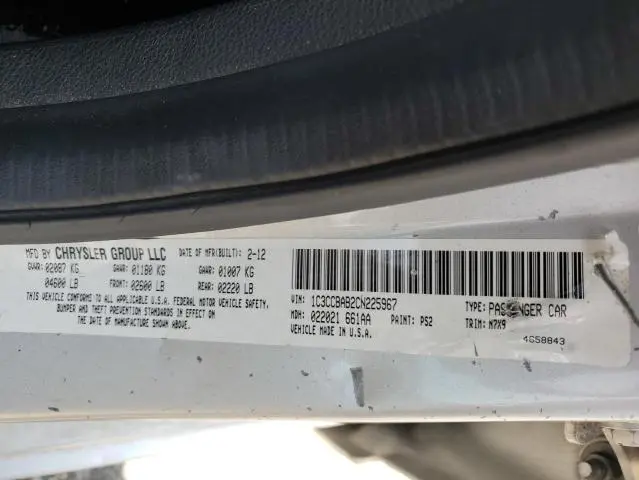 MFD BY CHRYSLER GROUP LLC DATE OF MFR(BUILT): 2-12
GVWR: 02087 KG GAWR: 01180 KG GAWR: 01007 KG
04600 LB FRONT: 02600 LB REAR: 02220 LB
THIS VEHICLE CONFORMS TO ALL APPLICABLE U.S.A. FEDERAL MOTOR VEHICLE SAFETY,
BUMPER AND THEFT PREVENTION STANDARDS IN EFFECT ON
THE DATE OF MANUFACTURE SHOWN ABOVE.
VIN: 1C3CCBAB2CN225967 TYPE: PASSENGER CAR
MDH: 022021 661AA PAINT: PS2 TRIM: N7X9
VEHICLE MADE IN U.S.A. 4658843